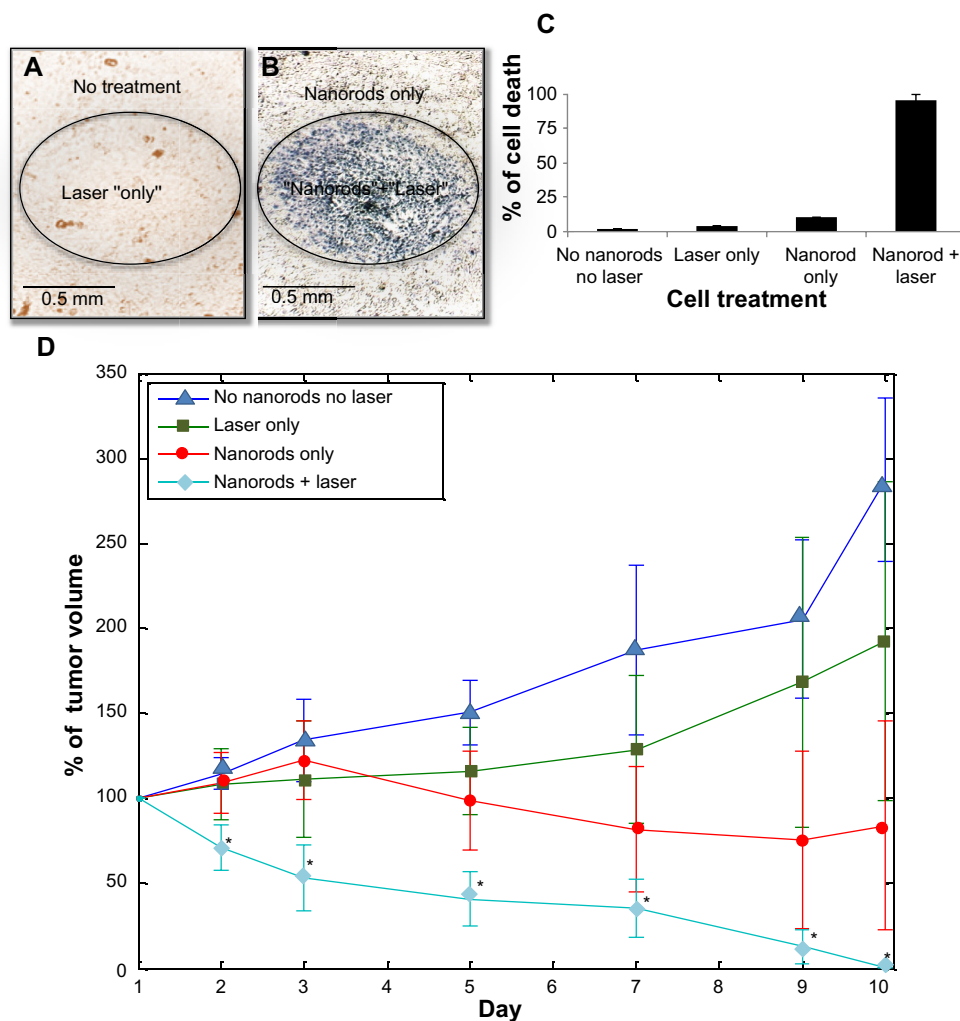 A
No treatment
Laser "only"
0.5 mm
B
Nanorods only
"Nanorods"+"Laser"
0.5 mm
C
% of cell death
100
75
50
25
0
No nanorods
no laser
Laser only
Nanorod
only
Nanorod +
laser
Cell treatment
D
% of tumor volume
350
300
250
200
150
100
50
0
No nanorods no laser
Laser only
Nanorods only
Nanorods + laser
* * * * * *
1 2 3 4 5 6 7 8 9 10
Day